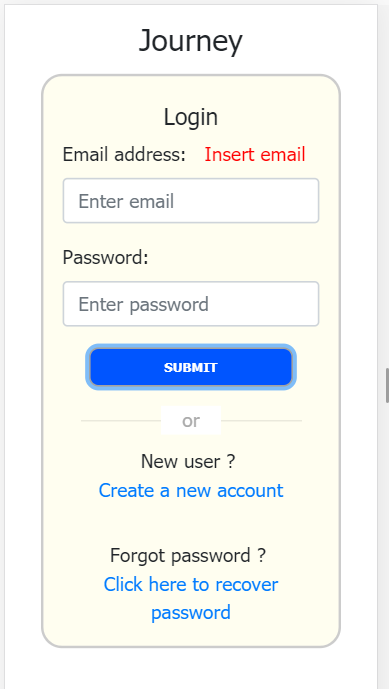 Journey
Login
Email address: Insert email
Enter email
Password:
Enter password
SUBMIT
or
New user ?
Create a new account
Forgot password ?
Click here to recover
password